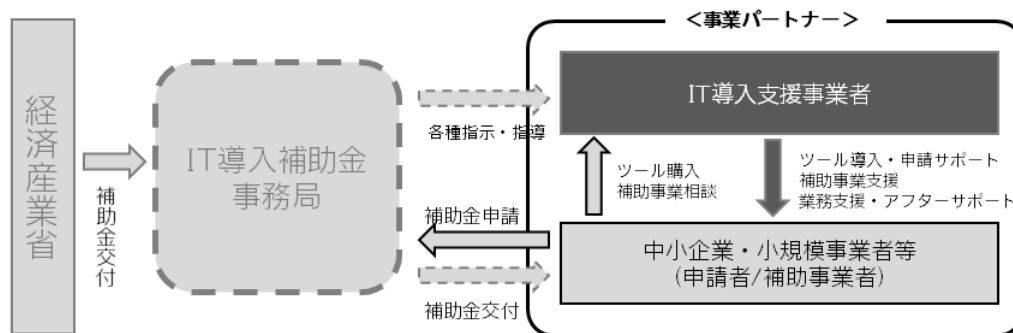 ＜事業パートナー＞
経済産業省
補助金交付
IT導入補助金
事務局
各種指示・指導
IT導入支援事業者
ツール購入
補助事業相談
ツール導入・申請サポート
補助事業支援
業務支援・アフターサポート
補助金申請
補助金交付
中小企業・小規模事業者等
(申請者/補助事業者)